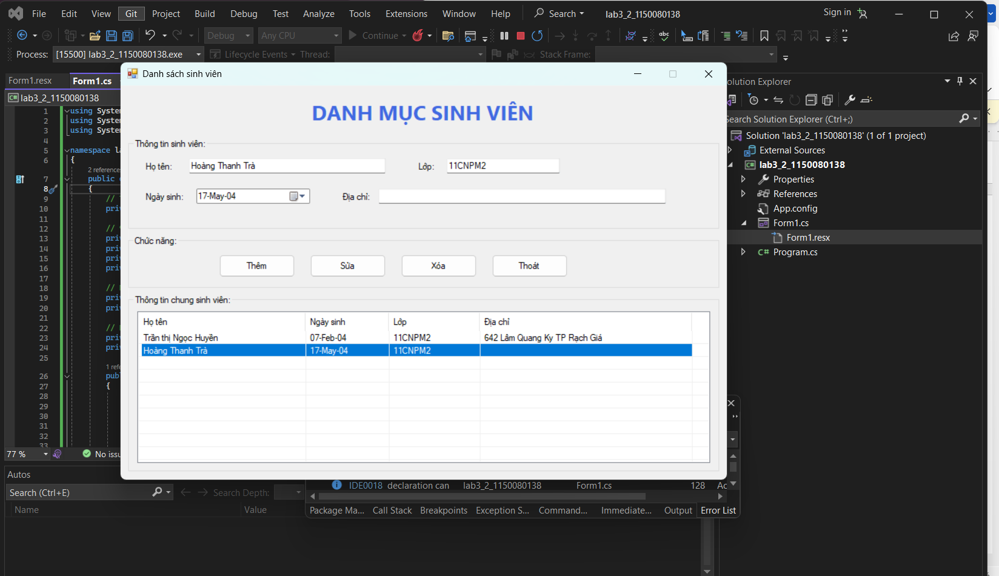 File Edit View Git Project Build Debug Test Analyze Tools Extensions Window Help Search lab3_2_1150080138 Sign in
Debug Any CPU Continue
Process: [15500] lab3_2_1150080138.exe Lifecycle Events Thread: Stack Frame:
Form1.resx Form1.cs
lab3_2_1150080138
1 using System
2 using System
3 using System
4
5 namespace la
6 {
2 references
7 public
8 {
9 //
10 pri
11
12 //
13 pri
14 pri
15 pri
16 pri
17
18 //
19 pri
20 pri
21
22 //
23 pri
24 pri
25
1 refe
26 pub
27 {
28
29
30
31
32
33
77 % No issu
Danh sách sinh viên
DANH MỤC SINH VIÊN
Thông tin sinh viên:
Họ tên: Hoàng Thanh Trà Lớp: 11CNPM2
Ngày sinh: 17-May-04 Địa chỉ:
Chức năng:
Thêm Sửa Xóa Thoát
Thông tin chung sinh viên:
Họ tên Ngày sinh Lớp Địa chỉ
Trần thị Ngọc Huyền 07-Feb-04 11CNPM2 642 Lâm Quang Ky TP Rạch Giá
Hoàng Thanh Trà 17-May-04 11CNPM2
olution Explorer
Search Solution Explorer (Ctrl+;)
Solution 'lab3_2_1150080138' (1 of 1 project)
External Sources
lab3_2_1150080138
Properties
References
App.config
Form1.cs
Form1.resx
Program.cs
Autos
Search (Ctrl+E) Search Depth:
Name Value
IDE0018 declaration can lab3_2_1150080138 Form1.cs 128 Ac
Package Ma... Call Stack Breakpoints Exception S... Command... Immediate... Output Error List